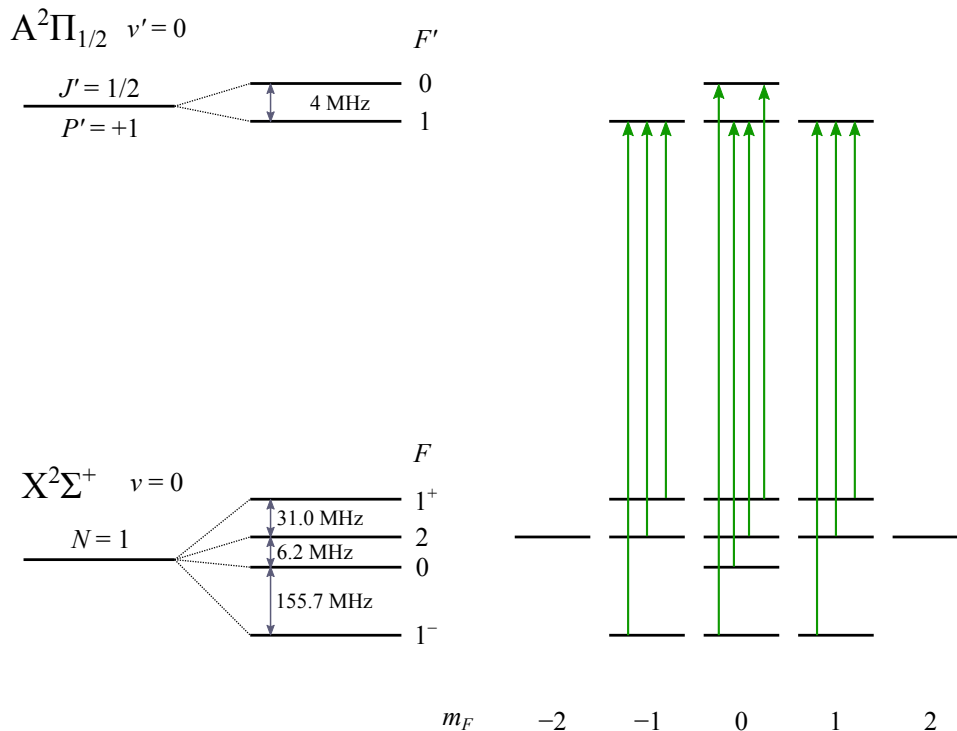 A²Π₁/₂ v′ = 0
F′
J′ = 1/2
P′ = +1
0
4 MHz
1
F
X²Σ⁺ v = 0
N = 1
1⁺
31.0 MHz
2
6.2 MHz
0
155.7 MHz
1⁻
m_F −2 −1 0 1 2